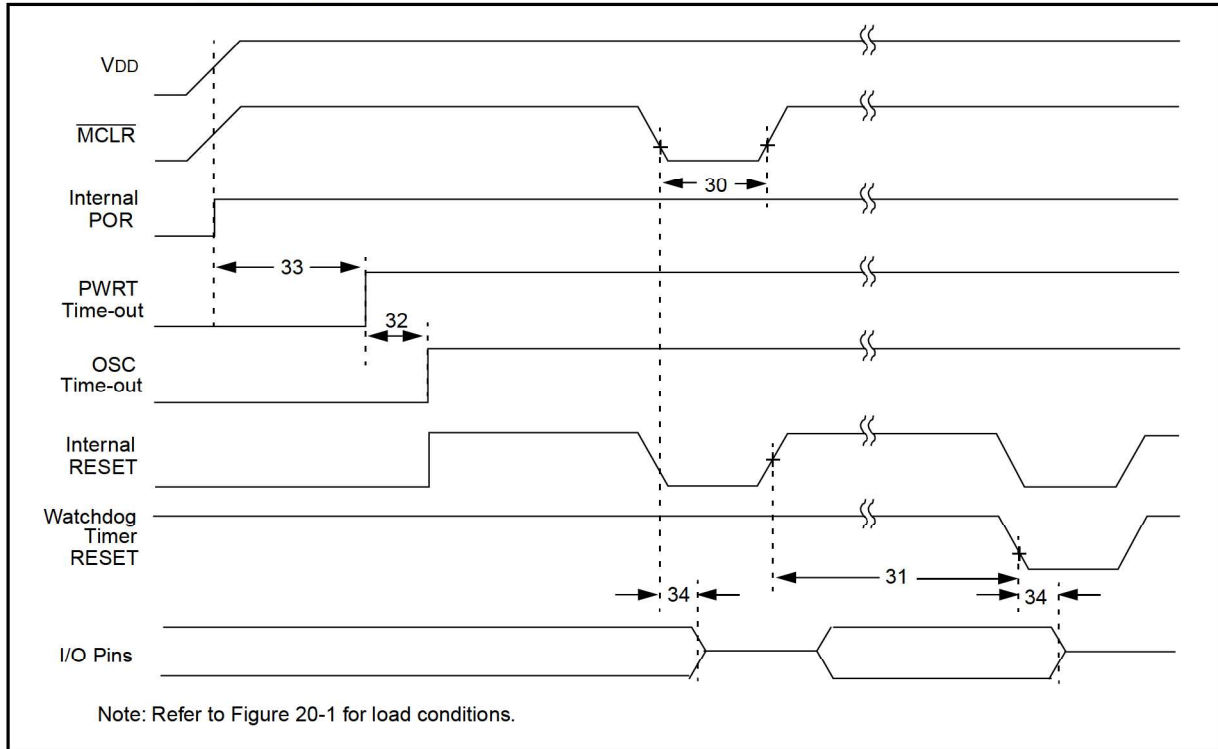 VDD
MCLR
30
Internal
POR
33
PWRT
Time-out
32
OSC
Time-out
Internal
RESET
Watchdog
Timer
RESET
31
34
34
I/O Pins
Note: Refer to Figure 20-1 for load conditions.